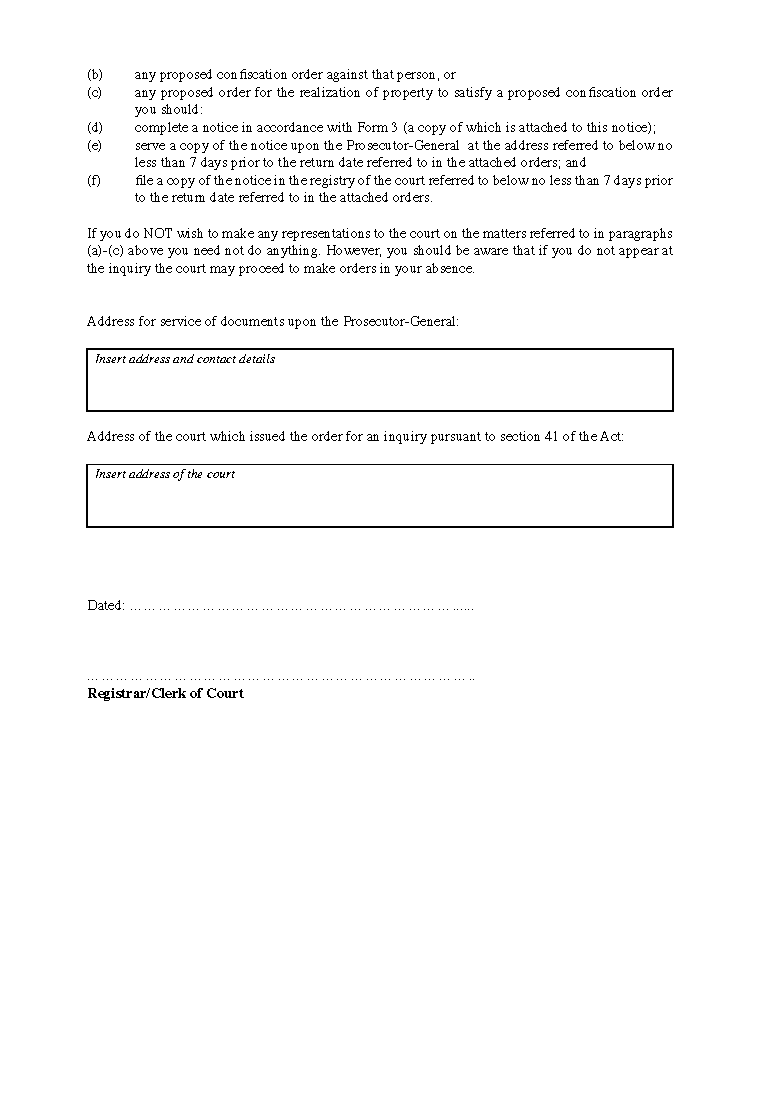 (b) any proposed confiscation order against that person, or
(c) any proposed order for the realization of property to satisfy a proposed confiscation order
you should:
(d) complete a notice in accordance with Form 3 (a copy of which is attached to this notice);
(e) serve a copy of the notice upon the Prosecutor-General at the address referred to below no
less than 7 days prior to the return date referred to in the attached orders; and
(f) file a copy of the notice in the registry of the court referred to below no less than 7 days prior
to the return date referred to in the attached orders.
If you do NOT wish to make any representations to the court on the matters referred to in paragraphs
(a)-(c) above you need not do anything. However, you should be aware that if you do not appear at
the inquiry the court may proceed to make orders in your absence.
Address for service of documents upon the Prosecutor-General:
Insert address and contact details
Address of the court which issued the order for an inquiry pursuant to section 41 of the Act:
Insert address of the court
Dated: ……………………………………………………………......
……………………………………………………………………..
Registrar/Clerk of Court